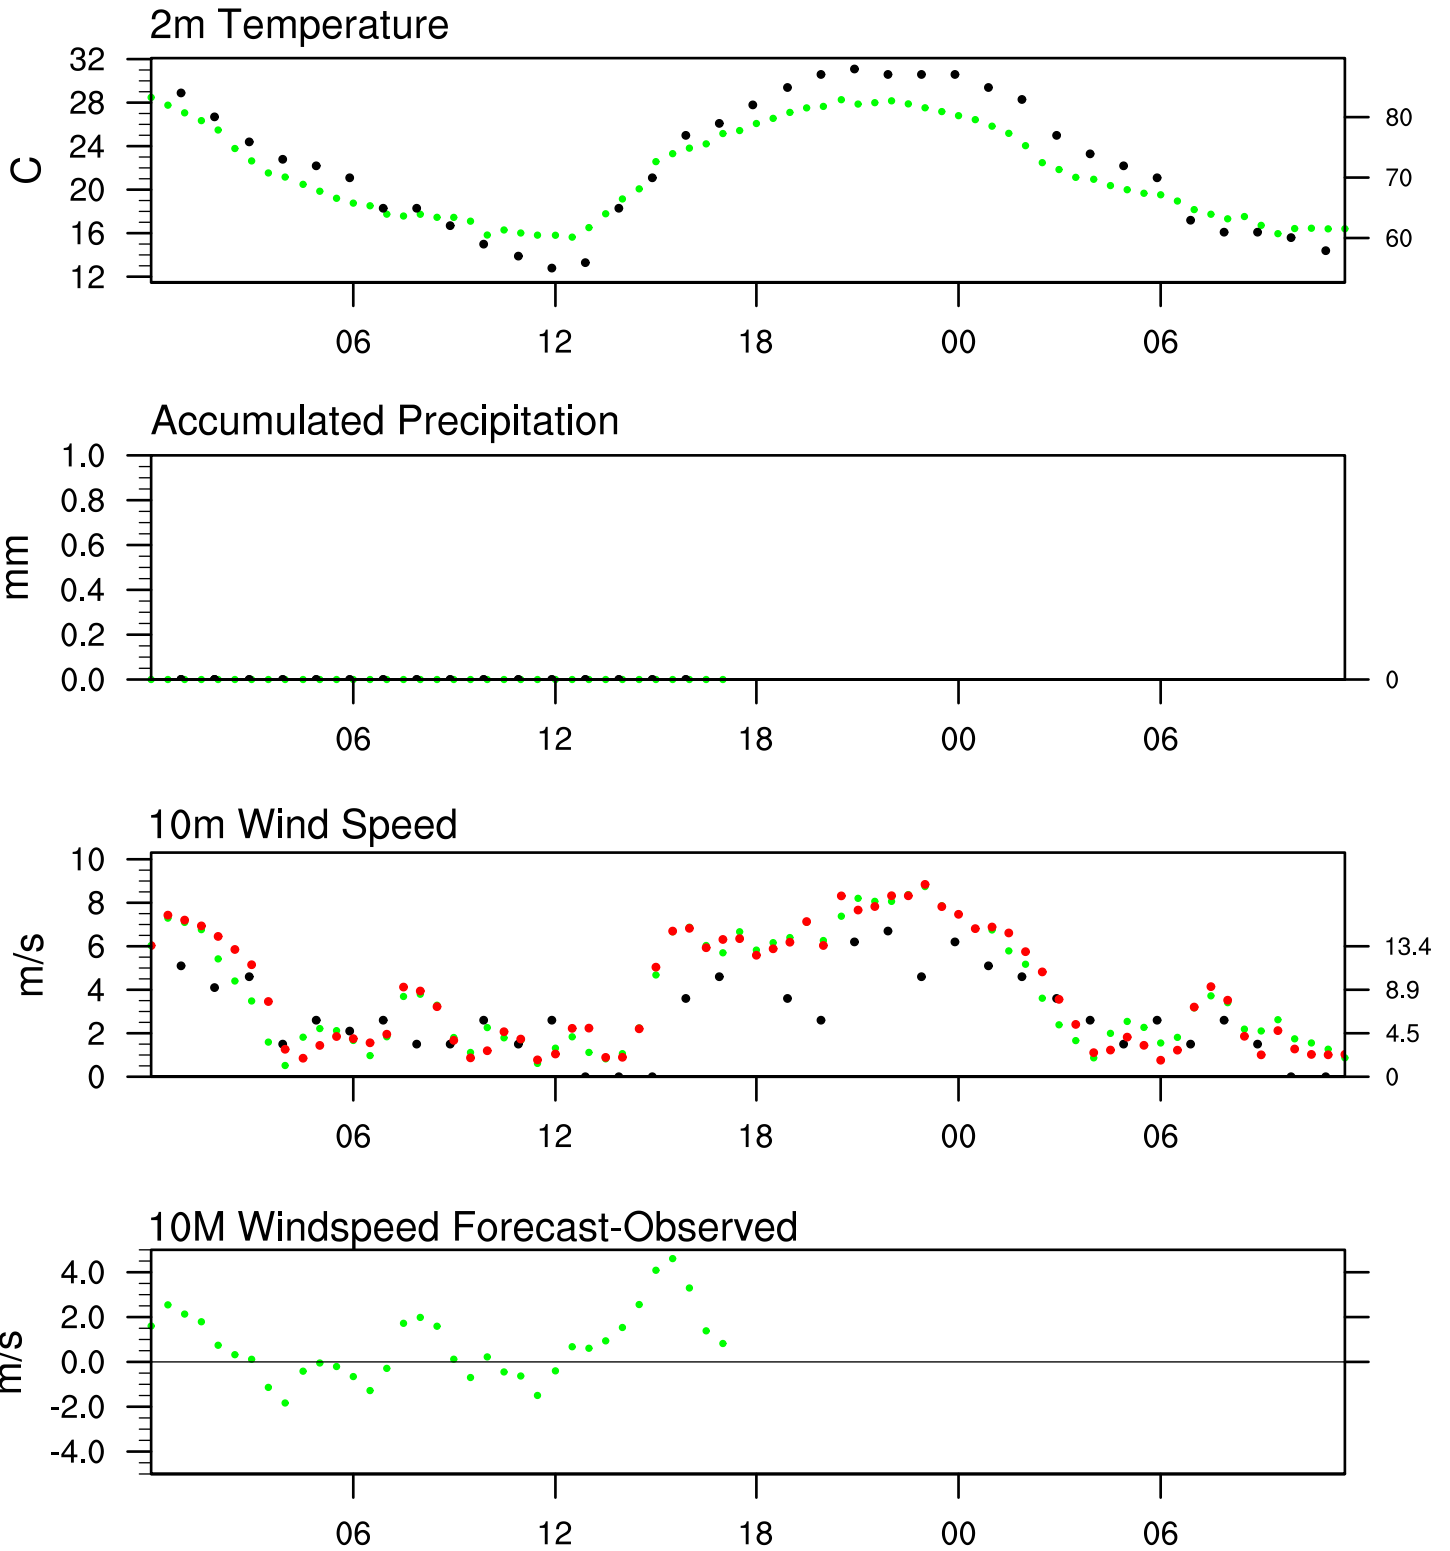 2m Temperature
32
28
24
20
16
12
C
80
70
60
06 12 18 00 06
Accumulated Precipitation
1.0
0.8
0.6
0.4
0.2
0.0
mm
0
06 12 18 00 06
10m Wind Speed
10
8
6
4
2
0
m/s
13.4
8.9
4.5
0
06 12 18 00 06
10M Windspeed Forecast-Observed
4.0
2.0
0.0
-2.0
-4.0
m/s
06 12 18 00 06